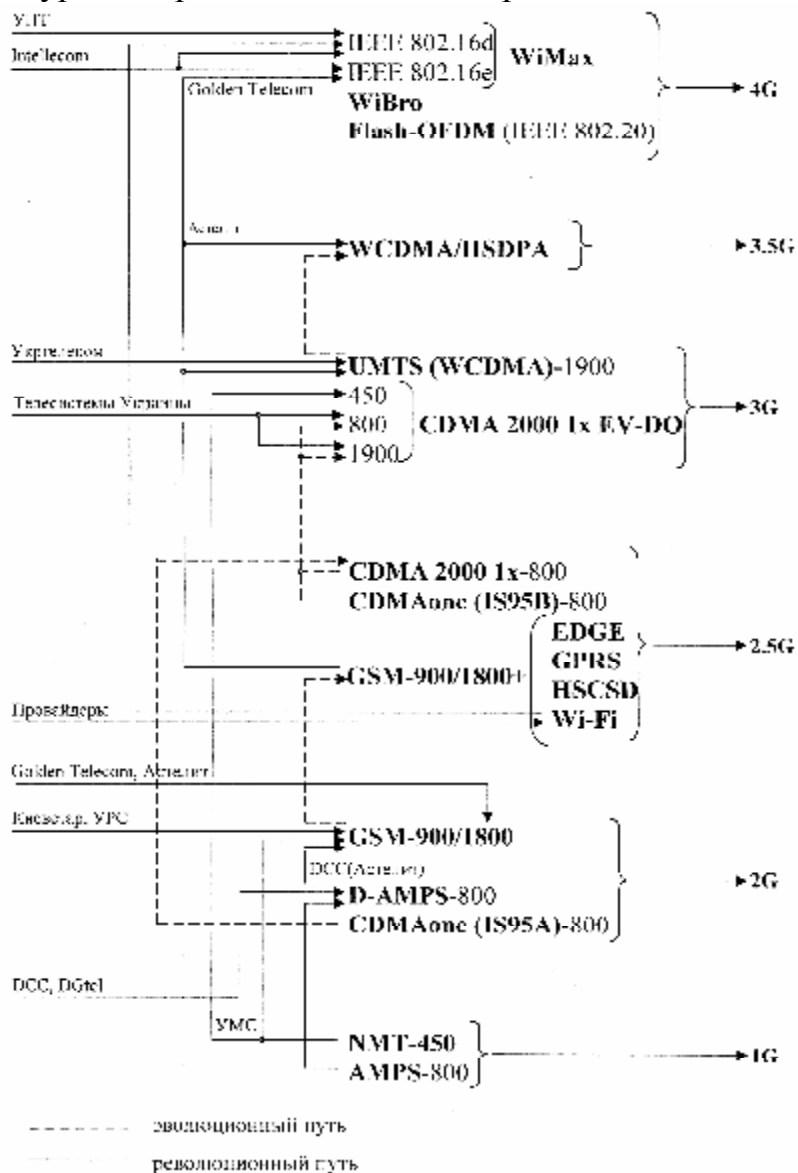 УНТ
IEEE 802.16d
Intellecom
IEEE 802.16e
WiMax
Golden Telecom
WiBro
Flash-OFDM (IEEE 802.20)
4G
Астелит
WCDMA/HSDPA
3.5G
Укртелеком
UMTS (WCDMA)-1900
450
Телесистемы Украины
800
CDMA 2000 1x EV-DO
3G
1900
CDMA 2000 1x-800
CDMAone (IS95B)-800
EDGE
GPRS
2.5G
GSM-900/1800+
HSCSD
Провайдеры
Wi-Fi
Golden Telecom, Астелит
Киевстар, УРС
GSM-900/1800
DCC(Астелит)
D-AMPS-800
2G
CDMAone (IS95A)-800
DCC, DGtel
УМС
NMT-450
1G
AMPS-800
эволюционный путь
революционный путь